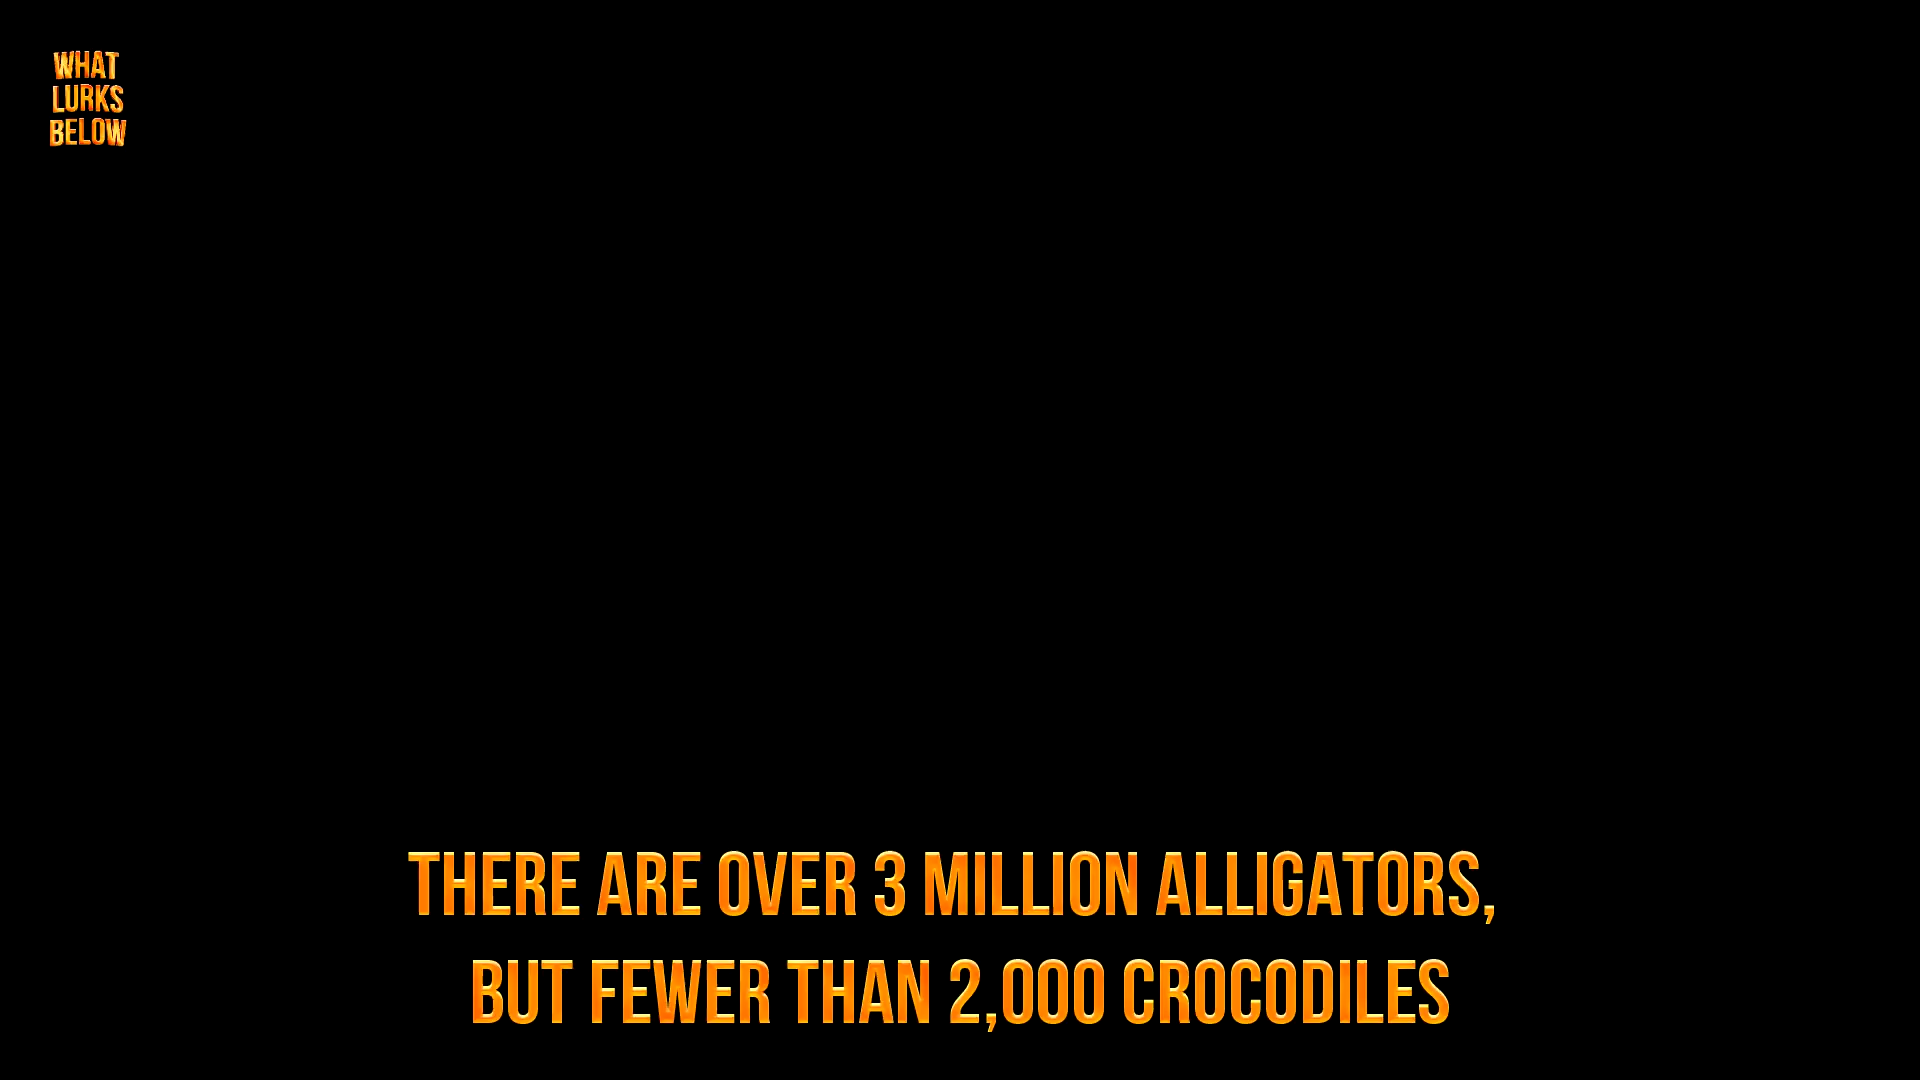 WHAT
LURKS
BELOW
THERE ARE OVER 3 MILLION ALLIGATORS,
BUT FEWER THAN 2,000 CROCODILES